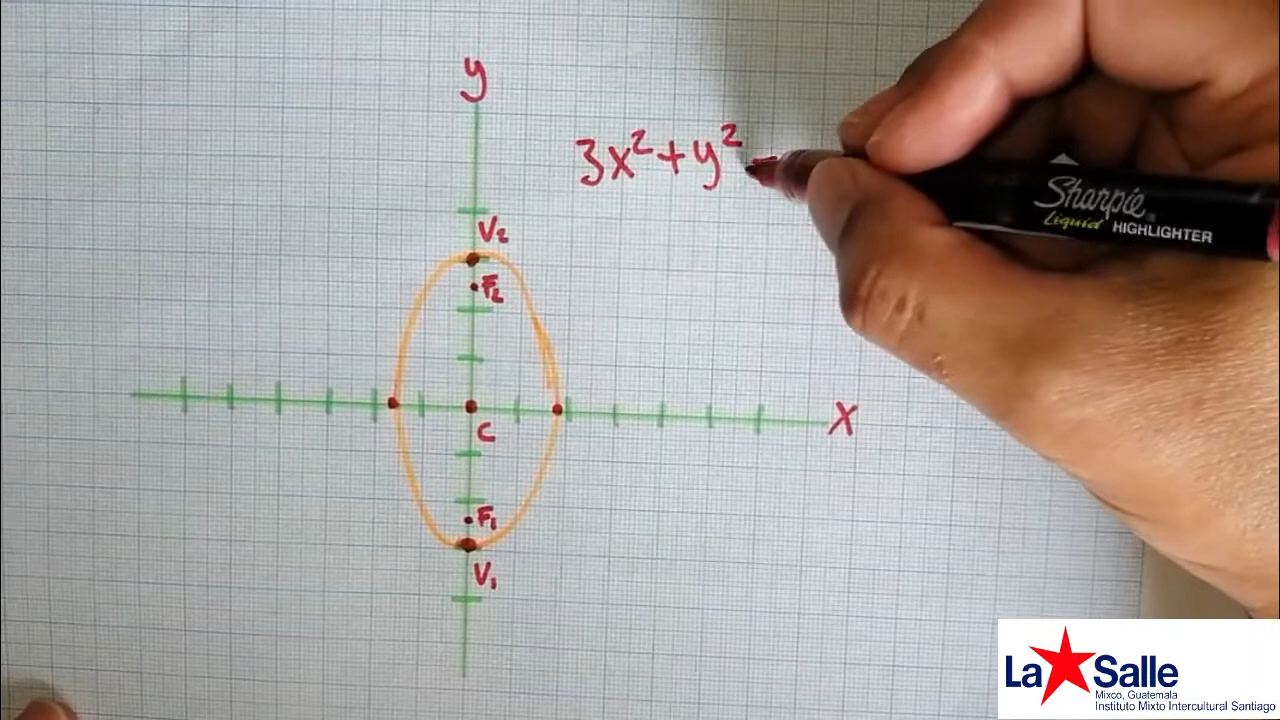 y
3x²+y²
Sharpie
Liquid HIGHLIGHTER
V₂
F₂
X
C
F₁
V₁
La Salle
Mixco, Guatemala
Instituto Mixto Intercultural Santiago